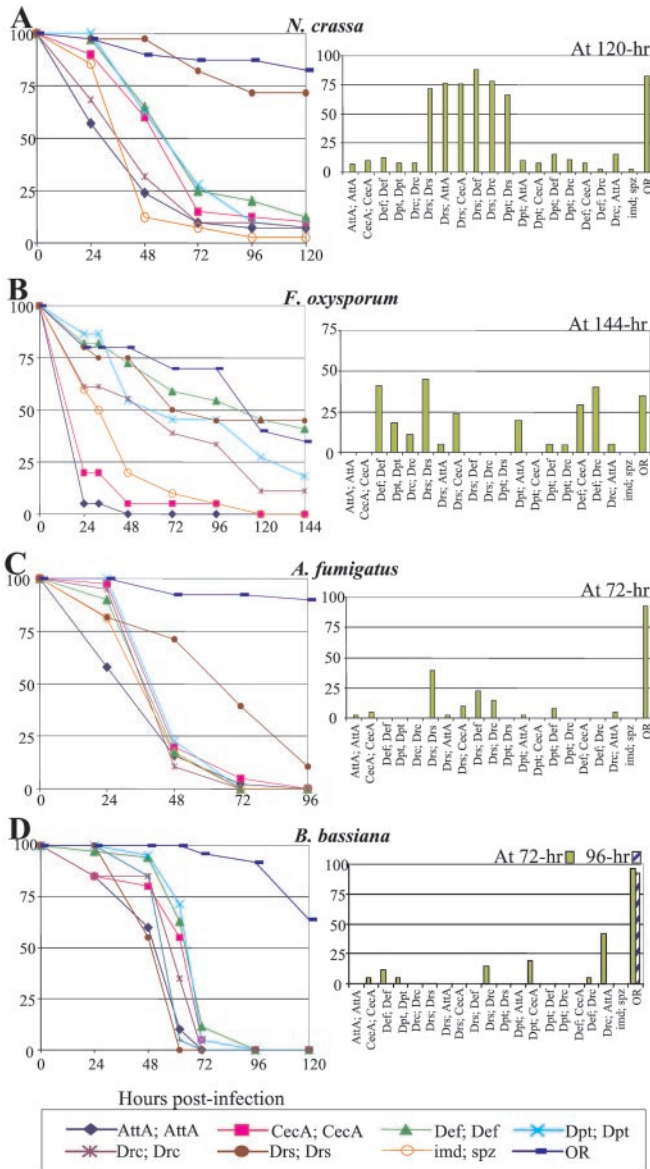 A
N. crassa
100
75
50
25
0
0 24 48 72 96 120
At 120-hr
100
75
50
25
0
AttA; AttA
CecA; CecA
Def; Def
Dpt, Dpt
Drc; Drc
Drs; Drs
Drs; AttA
Drs; CecA
Drs; Def
Drs; Drc
Dpt; Drs
Dpt; AttA
Dpt; CecA
Dpt; Def
Dpt; Drc
Def; CecA
Def; Drc
Drc; AttA
imd; spz
OR
B
F. oxysporum
100
75
50
25
0
0 24 48 72 96 120 144
At 144-hr
75
50
25
0
AttA; AttA
CecA; CecA
Def; Def
Dpt, Dpt
Drc; Drc
Drs; Drs
Drs; AttA
Drs; CecA
Drs; Def
Drs; Drc
Dpt; Drs
Dpt; AttA
Dpt; CecA
Dpt; Def
Dpt; Drc
Def; CecA
Def; Drc
Drc; AttA
imd; spz
OR
C
A. fumigatus
100
75
50
25
0
0 24 48 72 96
At 72-hr
100
75
50
25
0
AttA; AttA
CecA; CecA
Def; Def
Dpt, Dpt
Drc; Drc
Drs; Drs
Drs; AttA
Drs; CecA
Drs; Def
Drs; Drc
Dpt; Drs
Dpt; AttA
Dpt; CecA
Dpt; Def
Dpt; Drc
Def; CecA
Def; Drc
Drc; AttA
imd; spz
OR
D
B. bassiana
100
75
50
25
0
0 24 48 72 96 120
At 72-hr 96-hr
100
75
50
25
0
AttA; AttA
CecA; CecA
Def; Def
Dpt, Dpt
Drc; Drc
Drs; Drs
Drs; AttA
Drs; CecA
Drs; Def
Drs; Drc
Dpt; Drs
Dpt; AttA
Dpt; CecA
Dpt; Def
Dpt; Drc
Def; CecA
Def; Drc
Drc; AttA
imd; spz
OR
Hours post-infection
AttA; AttA CecA; CecA Def; Def Dpt; Dpt
Drc; Drc Drs; Drs imd; spz OR